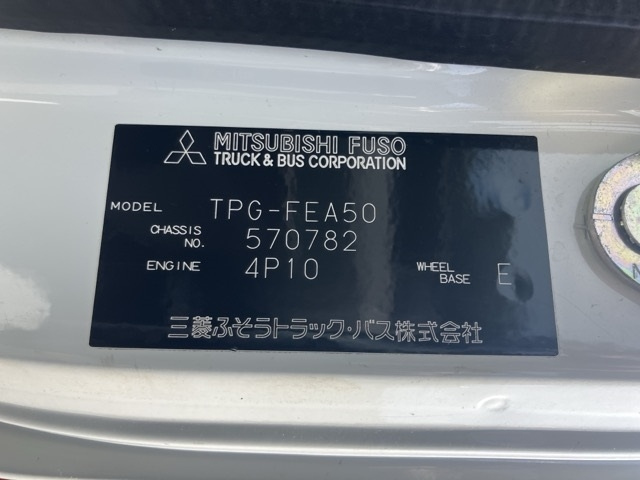 MITSUBISHI FUSO
TRUCK & BUS CORPORATION
MODEL TPG-FEA50
CHASSIS NO. 570782
ENGINE 4P10 WHEEL BASE E
三菱ふそうトラック・バス株式会社